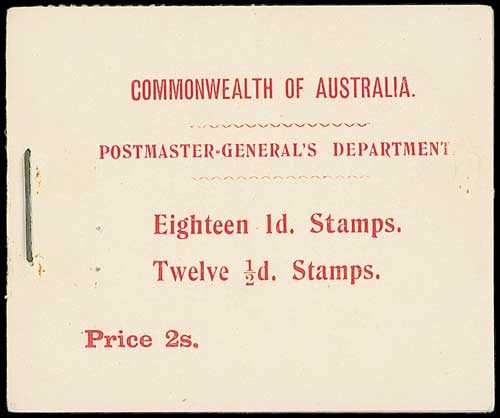 COMMONWEALTH OF AUSTRALIA.
POSTMASTER-GENERAL'S DEPARTMENT
Eighteen 1d. Stamps.
Twelve ½d. Stamps.
Price 2s.